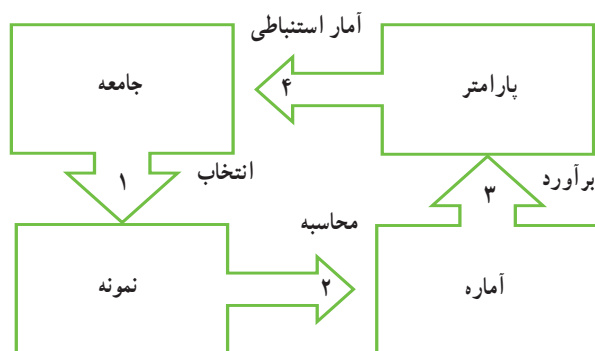 آمار استنباطی
پارامتر
۴
جامعه
برآورد
۳
انتخاب
۱
محاسبه
آماره
۲
نمونه